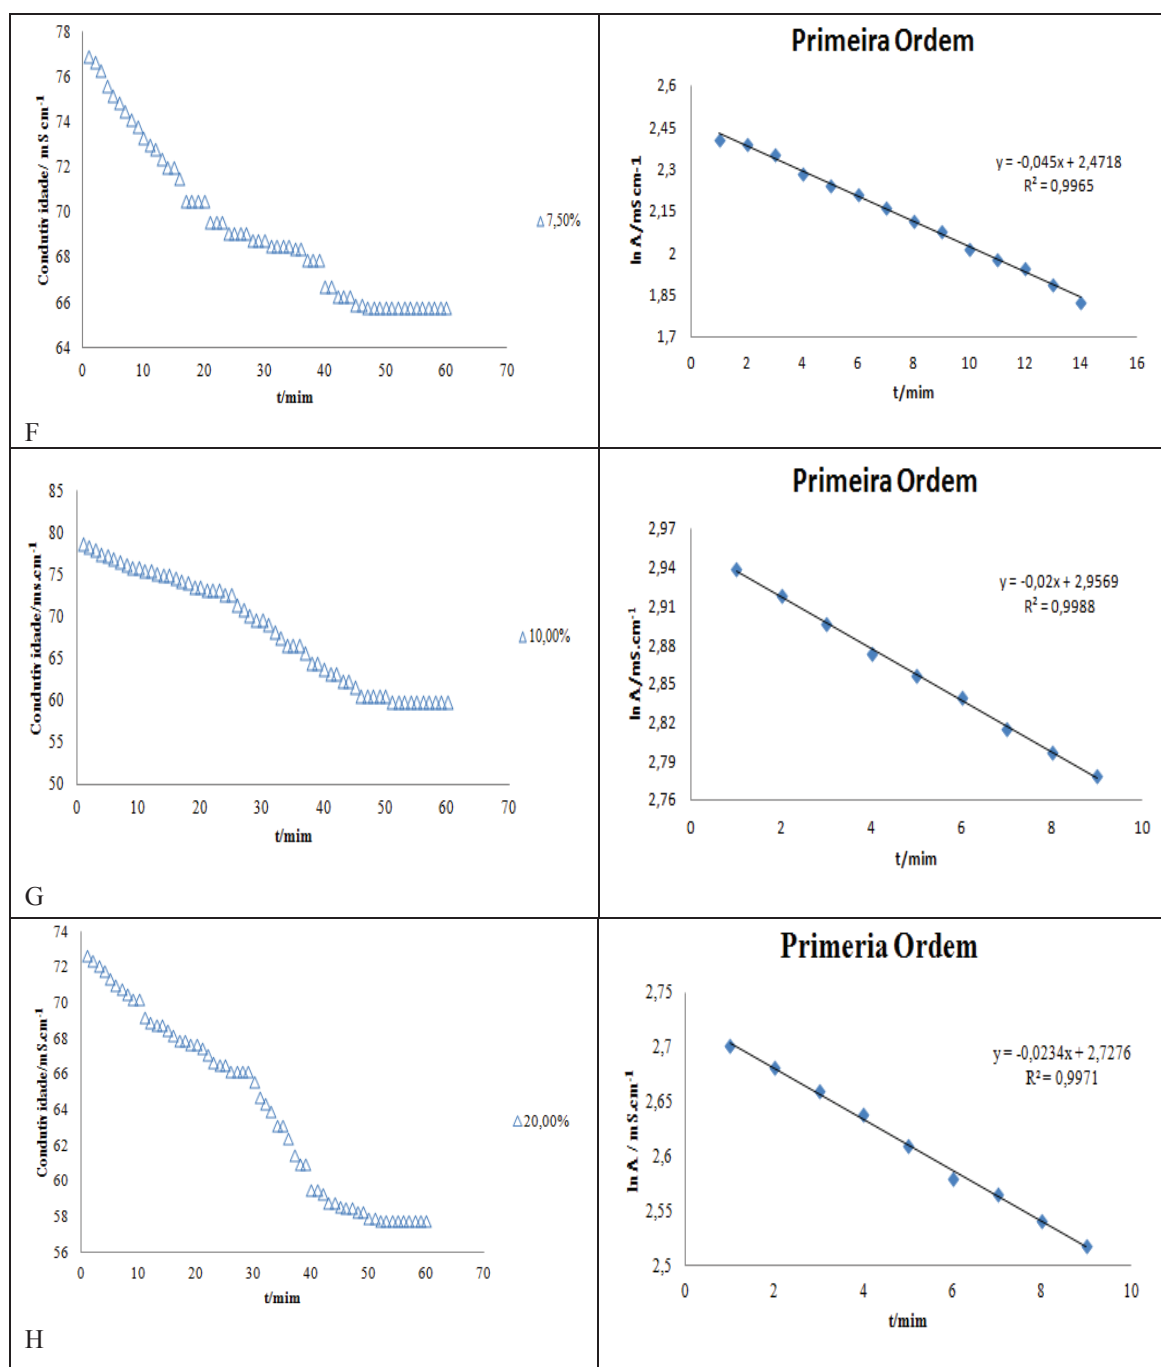 78
76
74
72
70
68
66
64
0 10 20 30 40 50 60 70
Condutividade/ mS cm⁻¹
t/mim
7,50%
F
Primeira Ordem
2,6
2,45
2,3
2,15
2
1,85
1,7
0 2 4 6 8 10 12 14 16
ln Λ/mS cm-1
t/mim
y = -0,045x + 2,4718
R² = 0,9965
85
80
75
70
65
60
55
50
0 10 20 30 40 50 60 70
Condutividade/ms.cm⁻¹
t/mim
10,00%
G
Primeira Ordem
2,97
2,94
2,91
2,88
2,85
2,82
2,79
2,76
0 2 4 6 8 10
ln Λ/mS.cm⁻¹
t/mim
y = -0,02x + 2,9569
R² = 0,9988
74
72
70
68
66
64
62
60
58
56
0 10 20 30 40 50 60 70
Condutividade/mS.cm⁻¹
t/mim
20,00%
H
Primeria Ordem
2,75
2,7
2,65
2,6
2,55
2,5
0 2 4 6 8 10
ln Λ / mS.cm⁻¹
t/mim
y = -0,0234x + 2,7276
R² = 0,9971